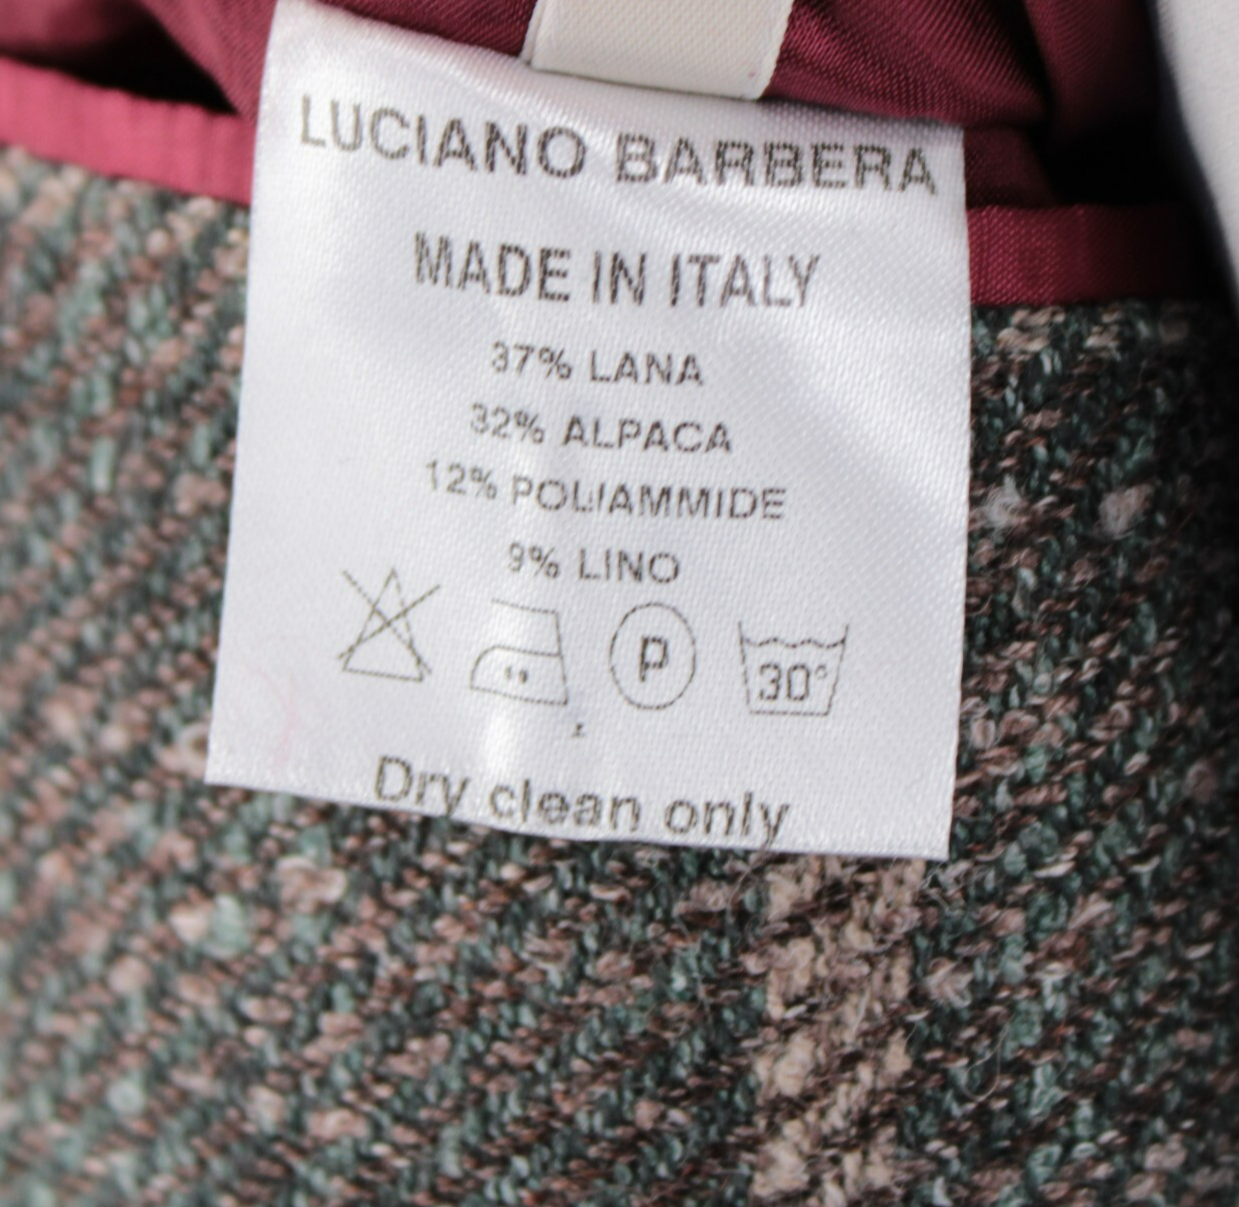 LUCIANO BARBERA
MADE IN ITALY
37% LANA
32% ALPACA
12% POLIAMMIDE
9% LINO
P 30°
Dry clean only